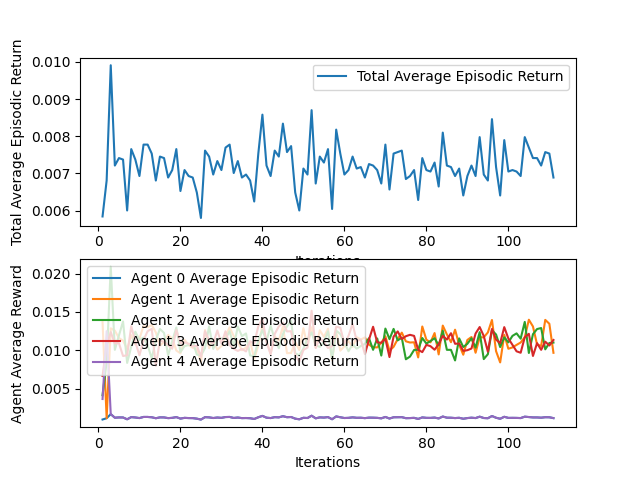 Total Average Episodic Return
0.010
0.009
0.008
0.007
0.006
Total Average Episodic Return
0 20 40 60 80 100
Iterations
Agent Average Reward
0.020
0.015
0.010
0.005
Agent 0 Average Episodic Return
Agent 1 Average Episodic Return
Agent 2 Average Episodic Return
Agent 3 Average Episodic Return
Agent 4 Average Episodic Return
0 20 40 60 80 100
Iterations